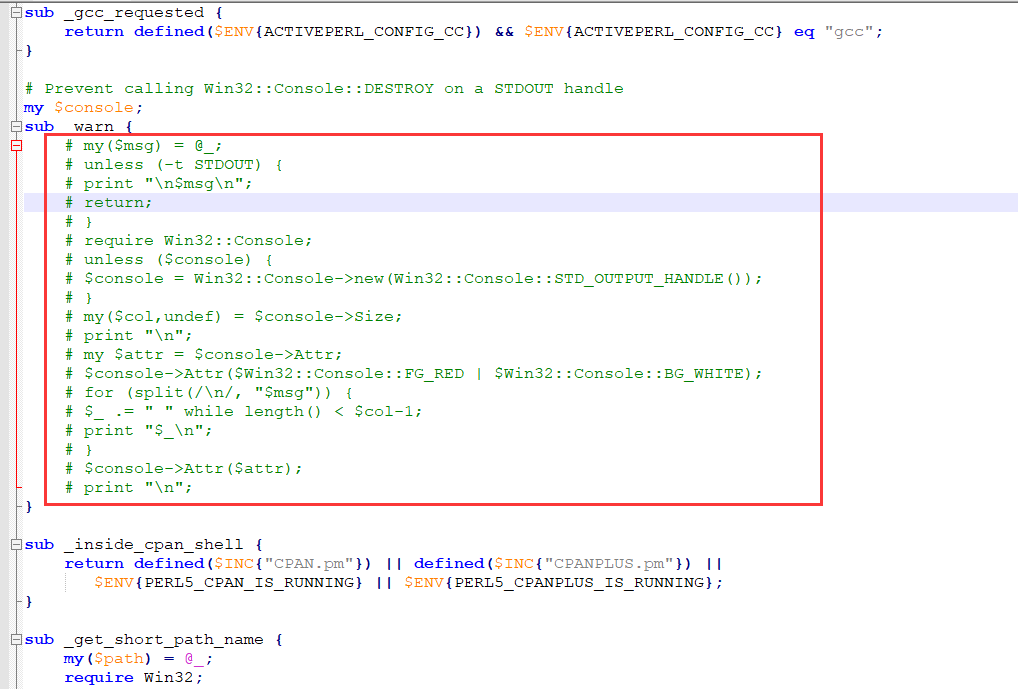 sub _gcc_requested {
return defined($ENV{ACTIVEPERL_CONFIG_CC}) && $ENV{ACTIVEPERL_CONFIG_CC} eq "gcc";
}
# Prevent calling Win32::Console::DESTROY on a STDOUT handle
my $console;
sub _warn {
# my($msg) = @_;
# unless (-t STDOUT) {
# print "\n$msg\n";
# return;
# }
# require Win32::Console;
# unless ($console) {
# $console = Win32::Console->new(Win32::Console::STD_OUTPUT_HANDLE());
# }
# my($col,undef) = $console->Size;
# print "\n";
# my $attr = $console->Attr;
# $console->Attr($Win32::Console::FG_RED | $Win32::Console::BG_WHITE);
# for (split(/\n/, "$msg")) {
# $_ .= " " while length() < $col-1;
# print "$_\n";
# }
# $console->Attr($attr);
# print "\n";
}
sub _inside_cpan_shell {
return defined($INC{"CPAN.pm"}) || defined($INC{"CPANPLUS.pm"}) ||
$ENV{PERL5_CPAN_IS_RUNNING} || $ENV{PERL5_CPANPLUS_IS_RUNNING};
}
sub _get_short_path_name {
my($path) = @_;
require Win32;